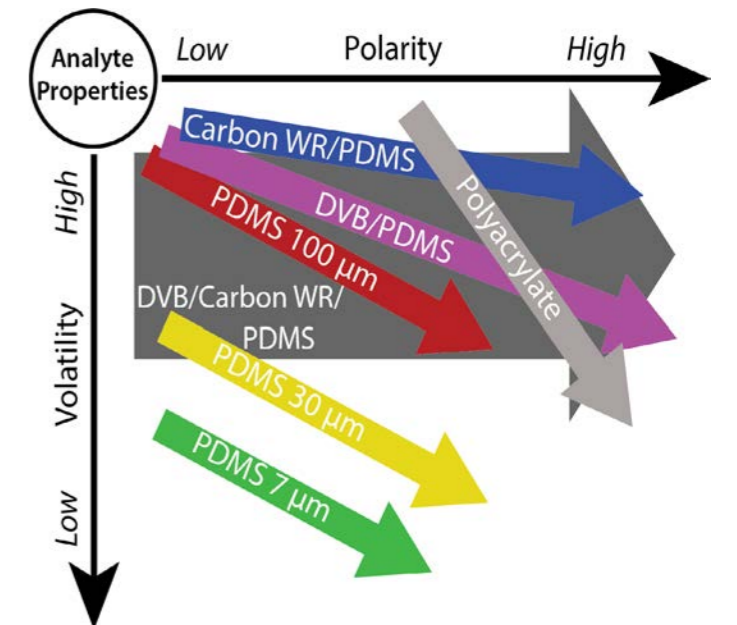 Analyte
Properties
Low Polarity High
High
Volatility
Low
Carbon WR/PDMS
DVB/PDMS
Polyacrylate
PDMS 100 μm
DVB/Carbon WR/
PDMS
PDMS 30 μm
PDMS 7 μm